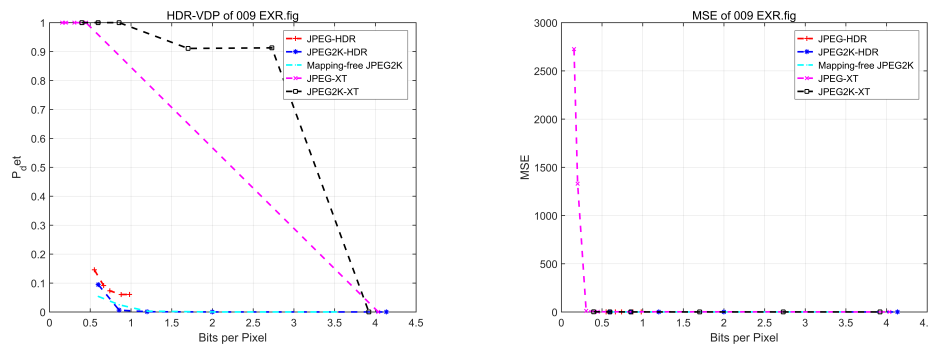 HDR-VDP of 009 EXR.fig
1
0.9
0.8
0.7
0.6
0.5
0.4
0.3
0.2
0.1
0
P_det
JPEG-HDR
JPEG2K-HDR
Mapping-free JPEG2K
JPEG-XT
JPEG2K-XT
0 0.5 1 1.5 2 2.5 3 3.5 4 4.5
Bits per Pixel
MSE of 009 EXR.fig
3000
2500
2000
1500
1000
500
0
MSE
JPEG-HDR
JPEG2K-HDR
Mapping-free JPEG2K
JPEG-XT
JPEG2K-XT
0 0.5 1 1.5 2 2.5 3 3.5 4 4.
Bits per Pixel